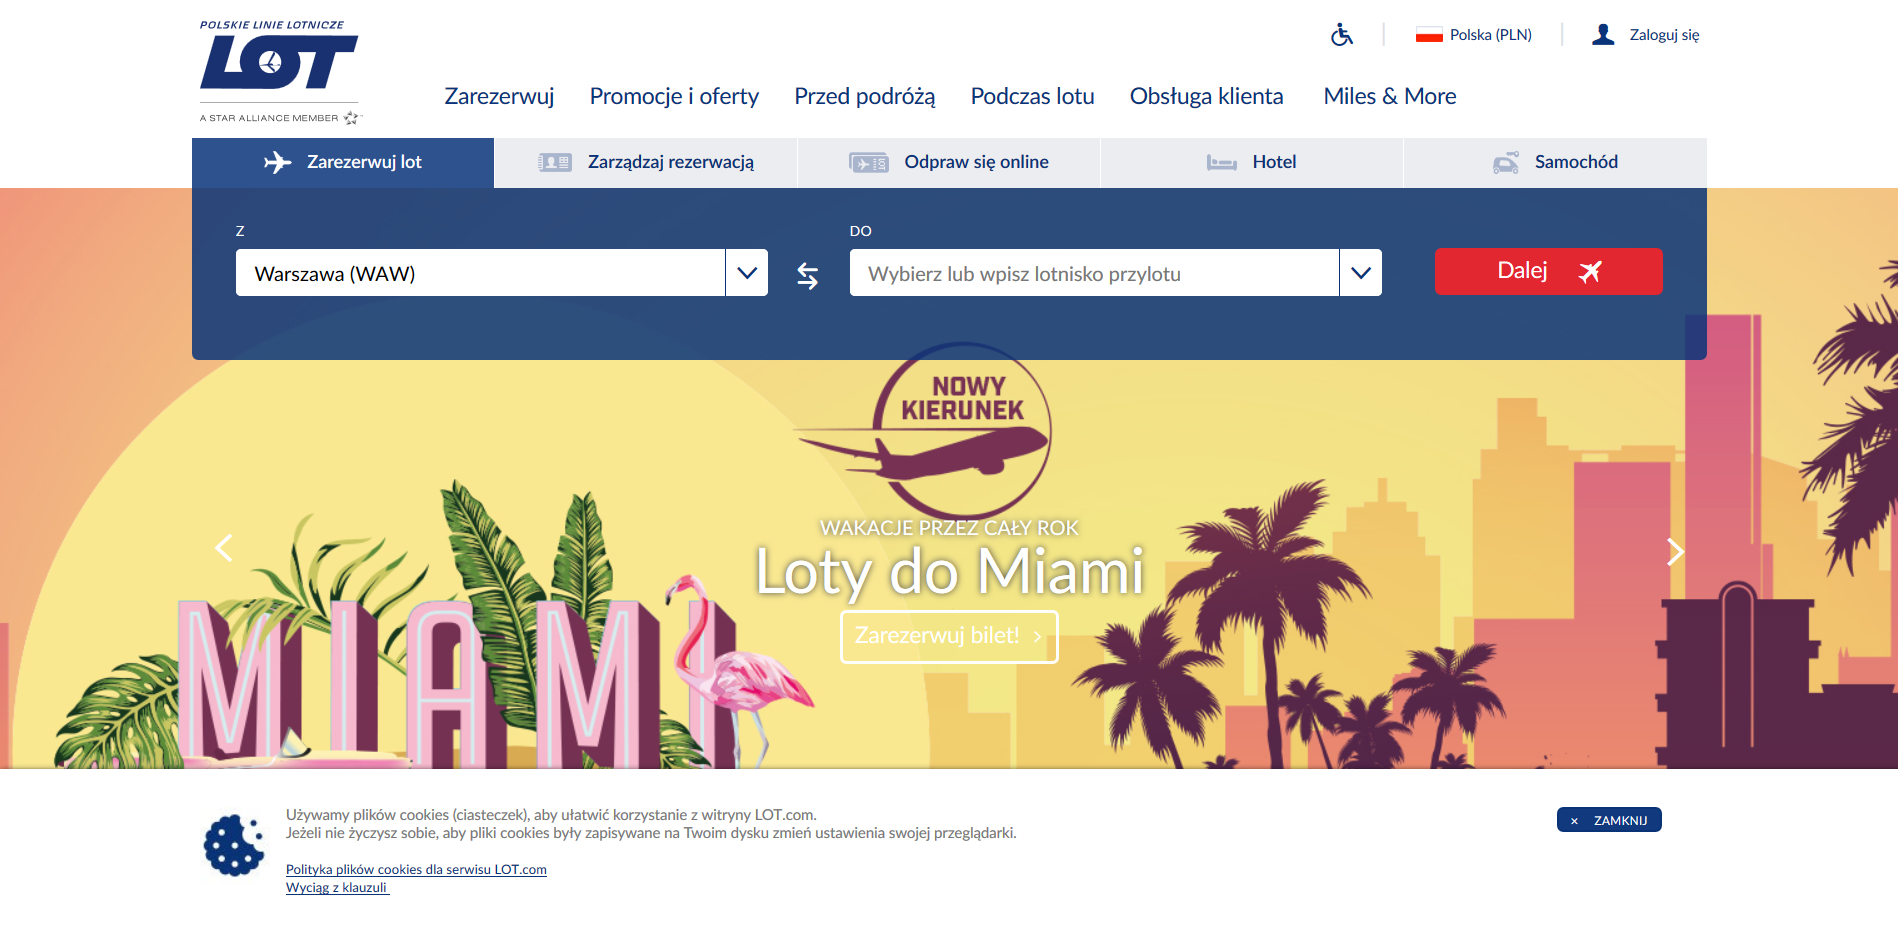 POLSKIE LINIE LOTNICZE
LOT
A STAR ALLIANCE MEMBER
Polska (PLN)
Zaloguj się
Zarezerwuj
Promocje i oferty
Przed podróżą
Podczas lotu
Obsługa klienta
Miles & More
Zarezerwuj lot
Zarządzaj rezerwacją
Odpraw się online
Hotel
Samochód
Z
DO
Warszawa (WAW)
Wybierz lub wpisz lotnisko przylotu
Dalej
NOWY
KIERUNEK
WAKACJE PRZEZ CAŁY ROK
Loty do Miami
Zarezerwuj bilet!
MIAMI
Używamy plików cookies (ciasteczek), aby ułatwić korzystanie z witryny LOT.com.
Jeżeli nie życzysz sobie, aby pliki cookies były zapisywane na Twoim dysku zmień ustawienia swojej przeglądarki.
× ZAMKNIJ
Polityka plików cookies dla serwisu LOT.com
Wyciąg z klauzuli